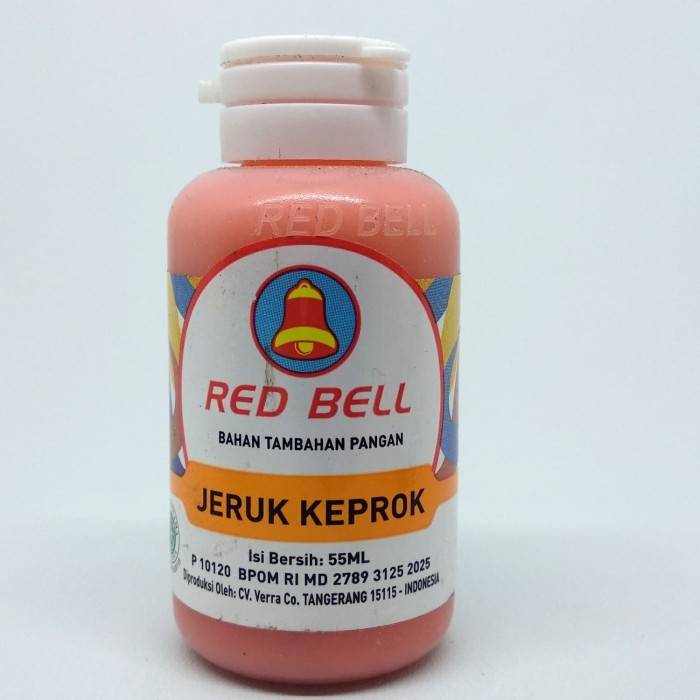 RED BELL
RED BELL
BAHAN TAMBAHAN PANGAN
JERUK KEPROK
Isi Bersih: 55ML
P 10120 BPOM RI MD 2789 3125 2025
Diproduksi Oleh: CV. Verra Co. TANGERANG 15115 - INDONESIA